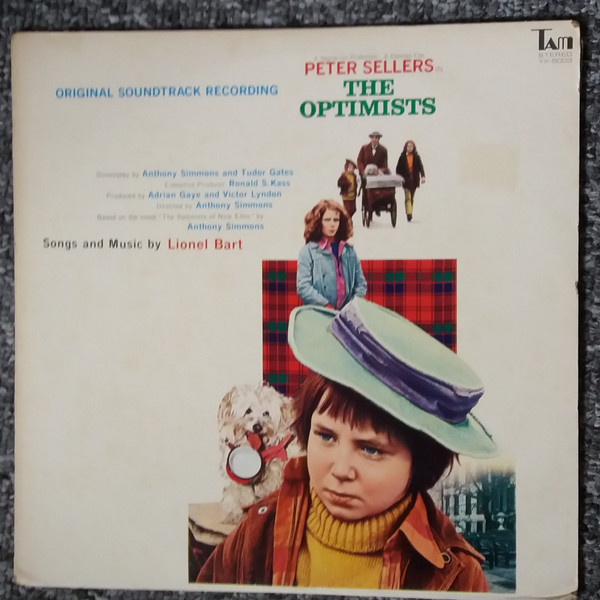 TAM
STEREO
PETER SELLERS in
ORIGINAL SOUNDTRACK RECORDING
THE
OPTIMISTS
Screenplay by Anthony Simmons and Tudor Gates
Executive Producer Ronald S. Kass
Produced by Adrian Gaye and Victor Lyndon
Directed by Anthony Simmons
Based on the novel "The Optimists of Nine Elms" by
Anthony Simmons
Songs and Music by Lionel Bart